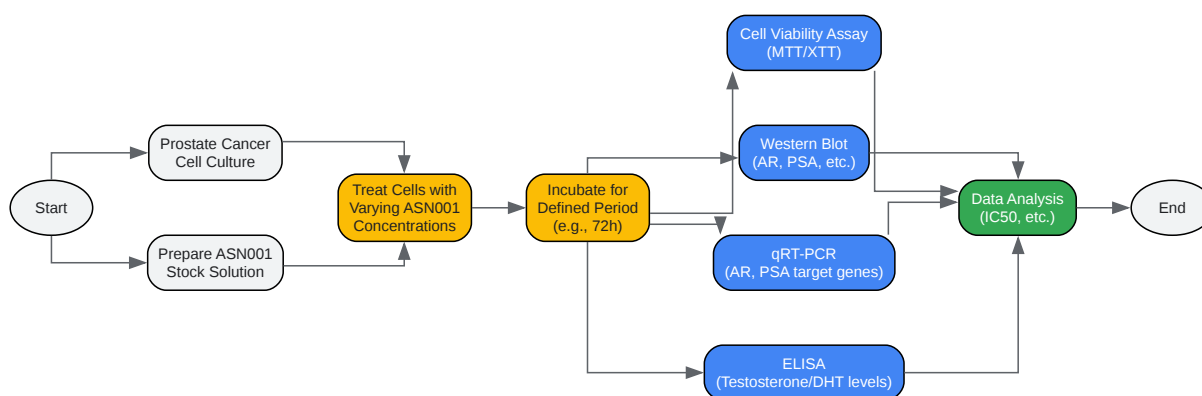 Start
Prostate Cancer
Cell Culture
Prepare ASN001
Stock Solution
Treat Cells with
Varying ASN001
Concentrations
Incubate for
Defined Period
(e.g., 72h)
Cell Viability Assay
(MTT/XTT)
Western Blot
(AR, PSA, etc.)
qRT-PCR
(AR, PSA target genes)
ELISA
(Testosterone/DHT levels)
Data Analysis
(IC50, etc.)
End